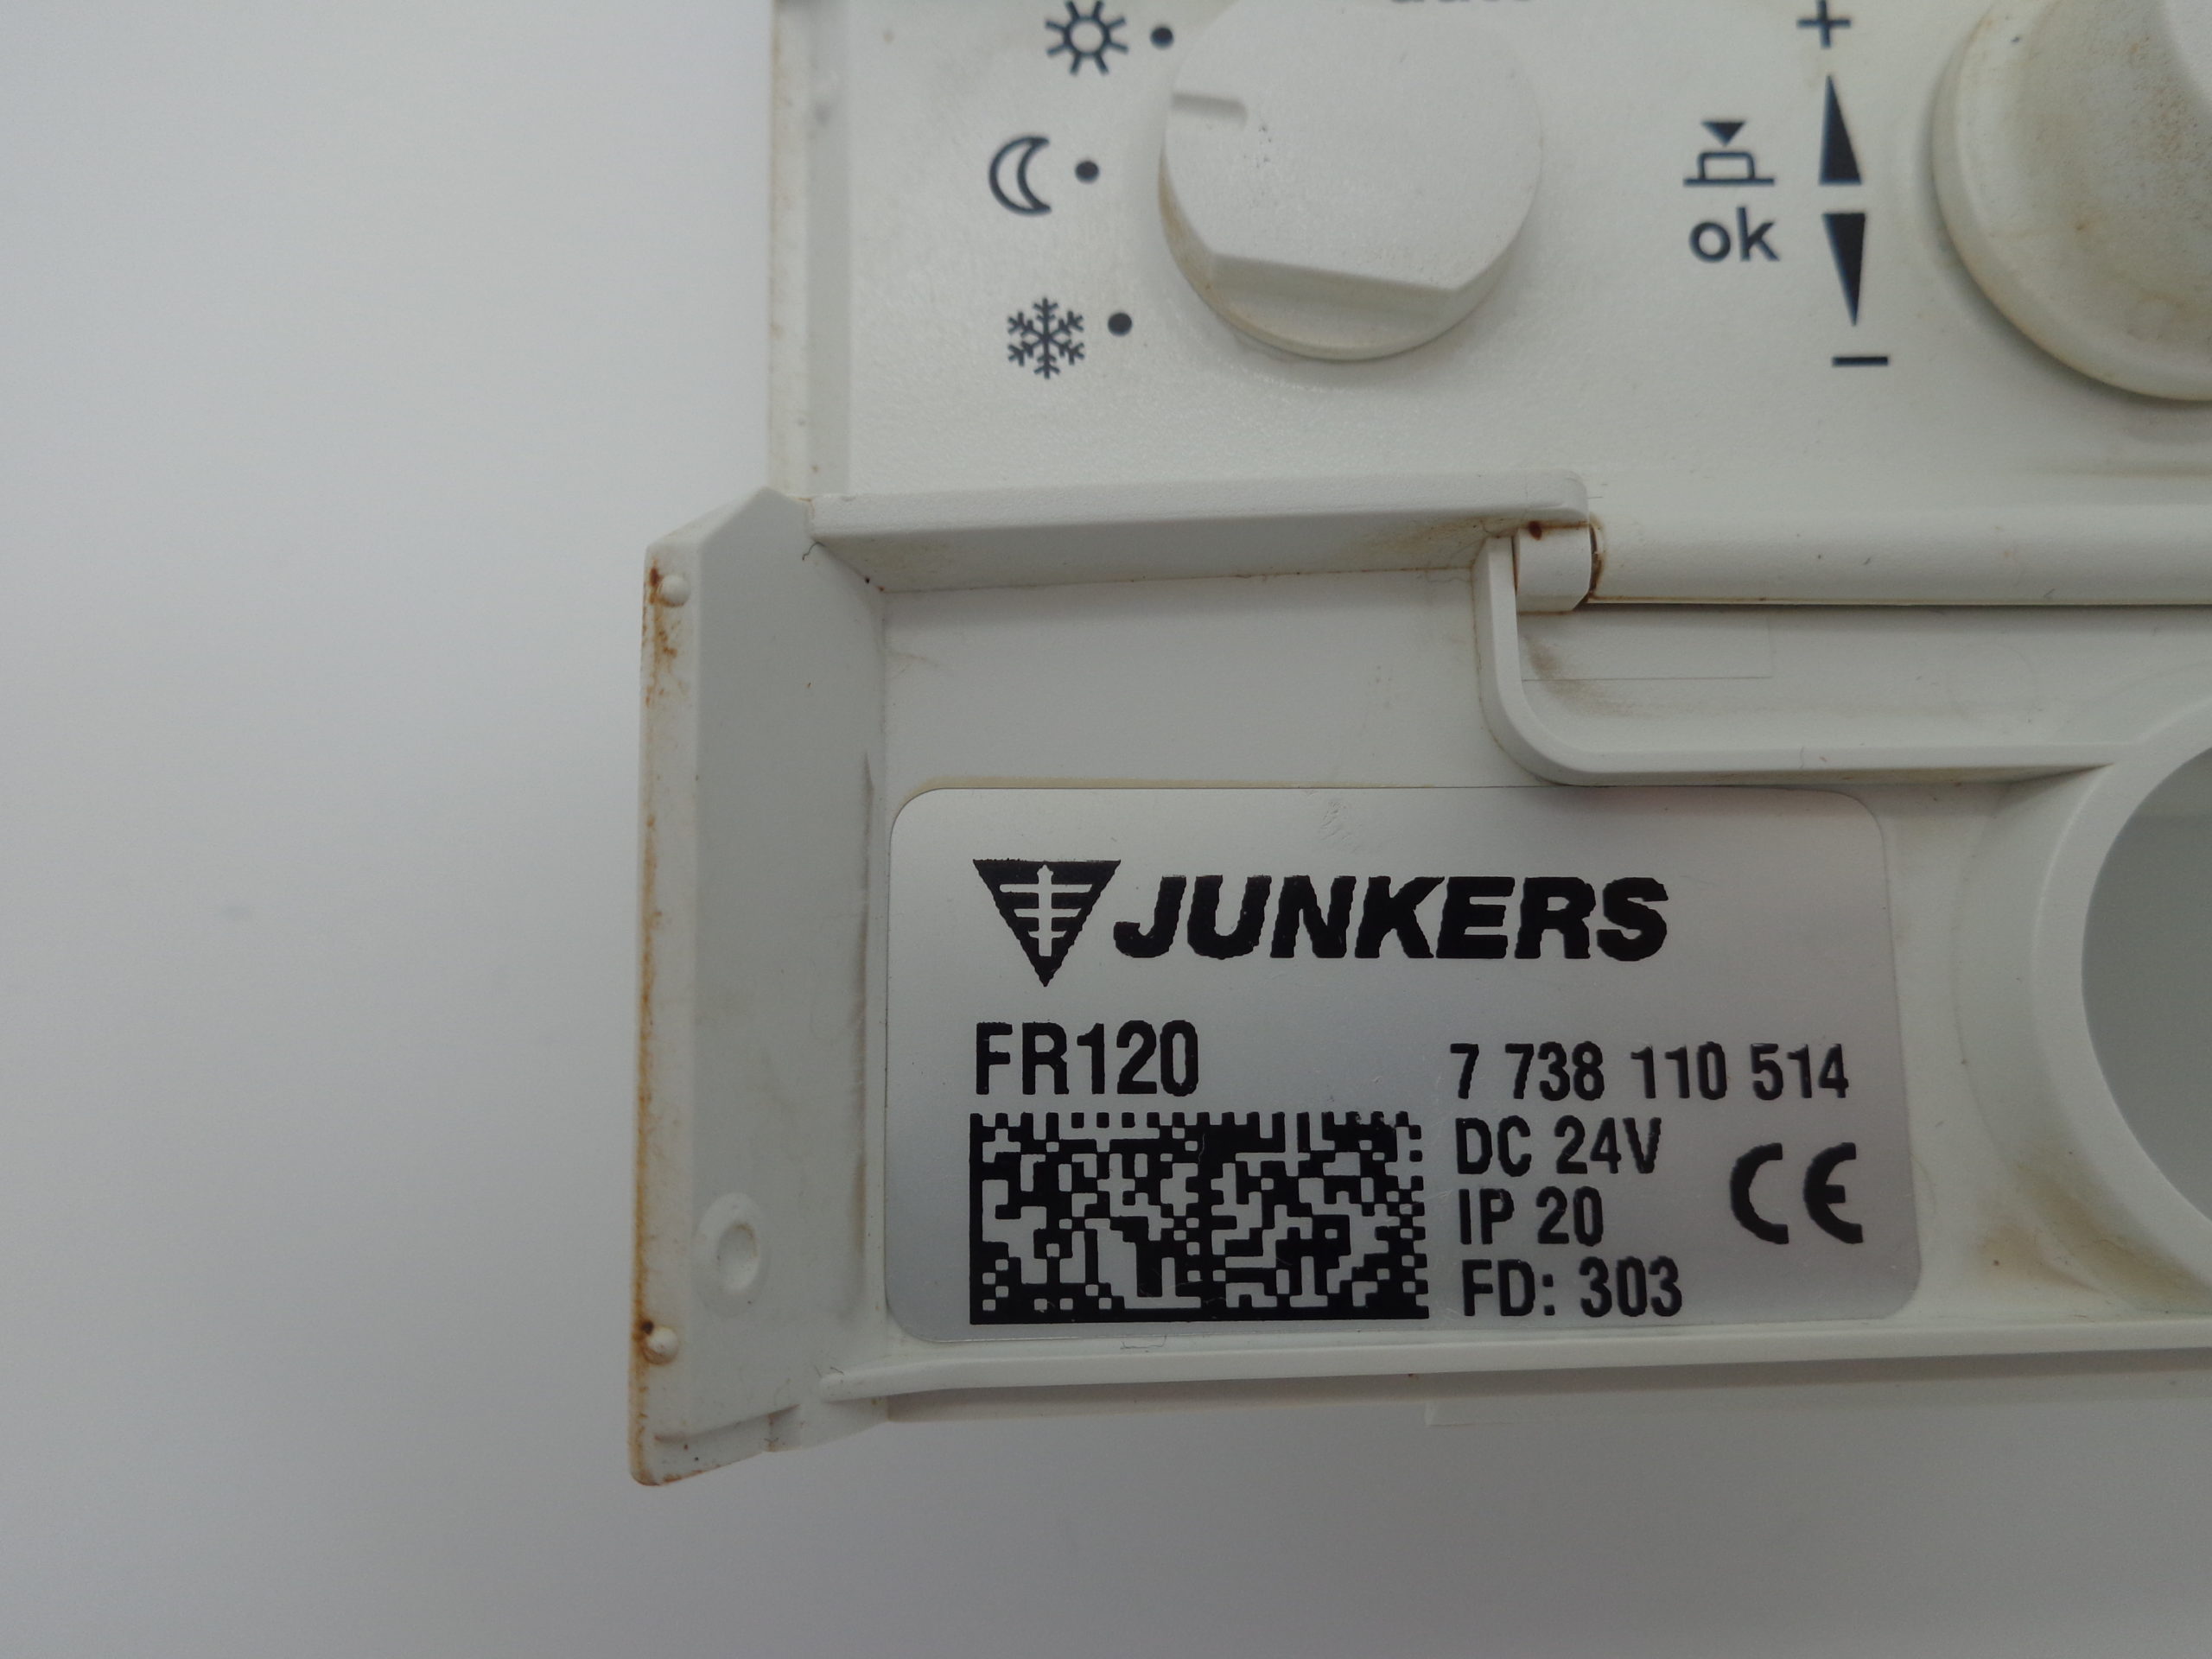 +
ok
–
JUNKERS
FR120
7 738 110 514
DC 24V
IP 20
CE
FD: 303